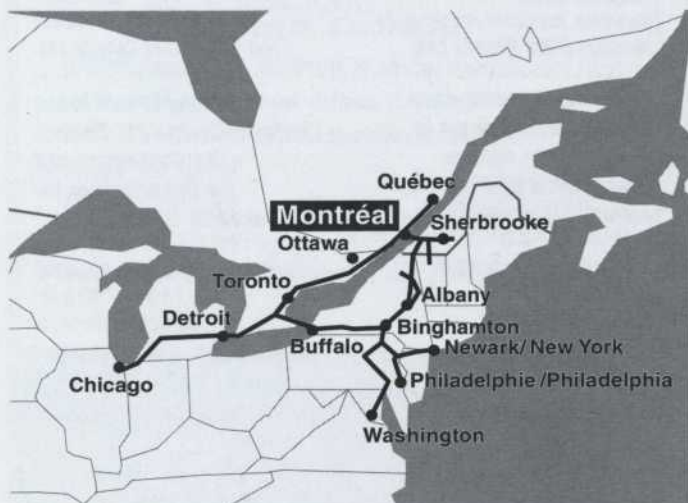 Québec
Montréal
Sherbrooke
Ottawa
Toronto
Albany
Detroit
Binghamton
Buffalo
Newark/New York
Chicago
Philadelphie/Philadelphia
Washington